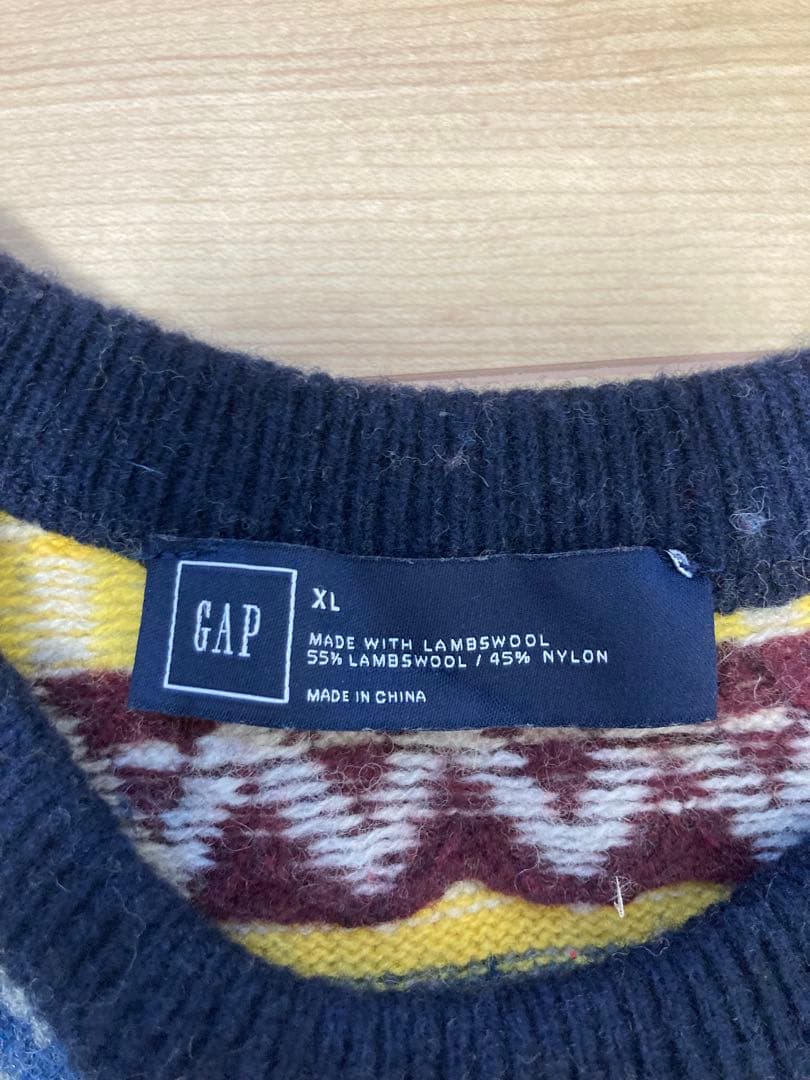 GAP
XL
MADE WITH LAMBSWOOL
55% LAMBSWOOL / 45% NYLON
MADE IN CHINA